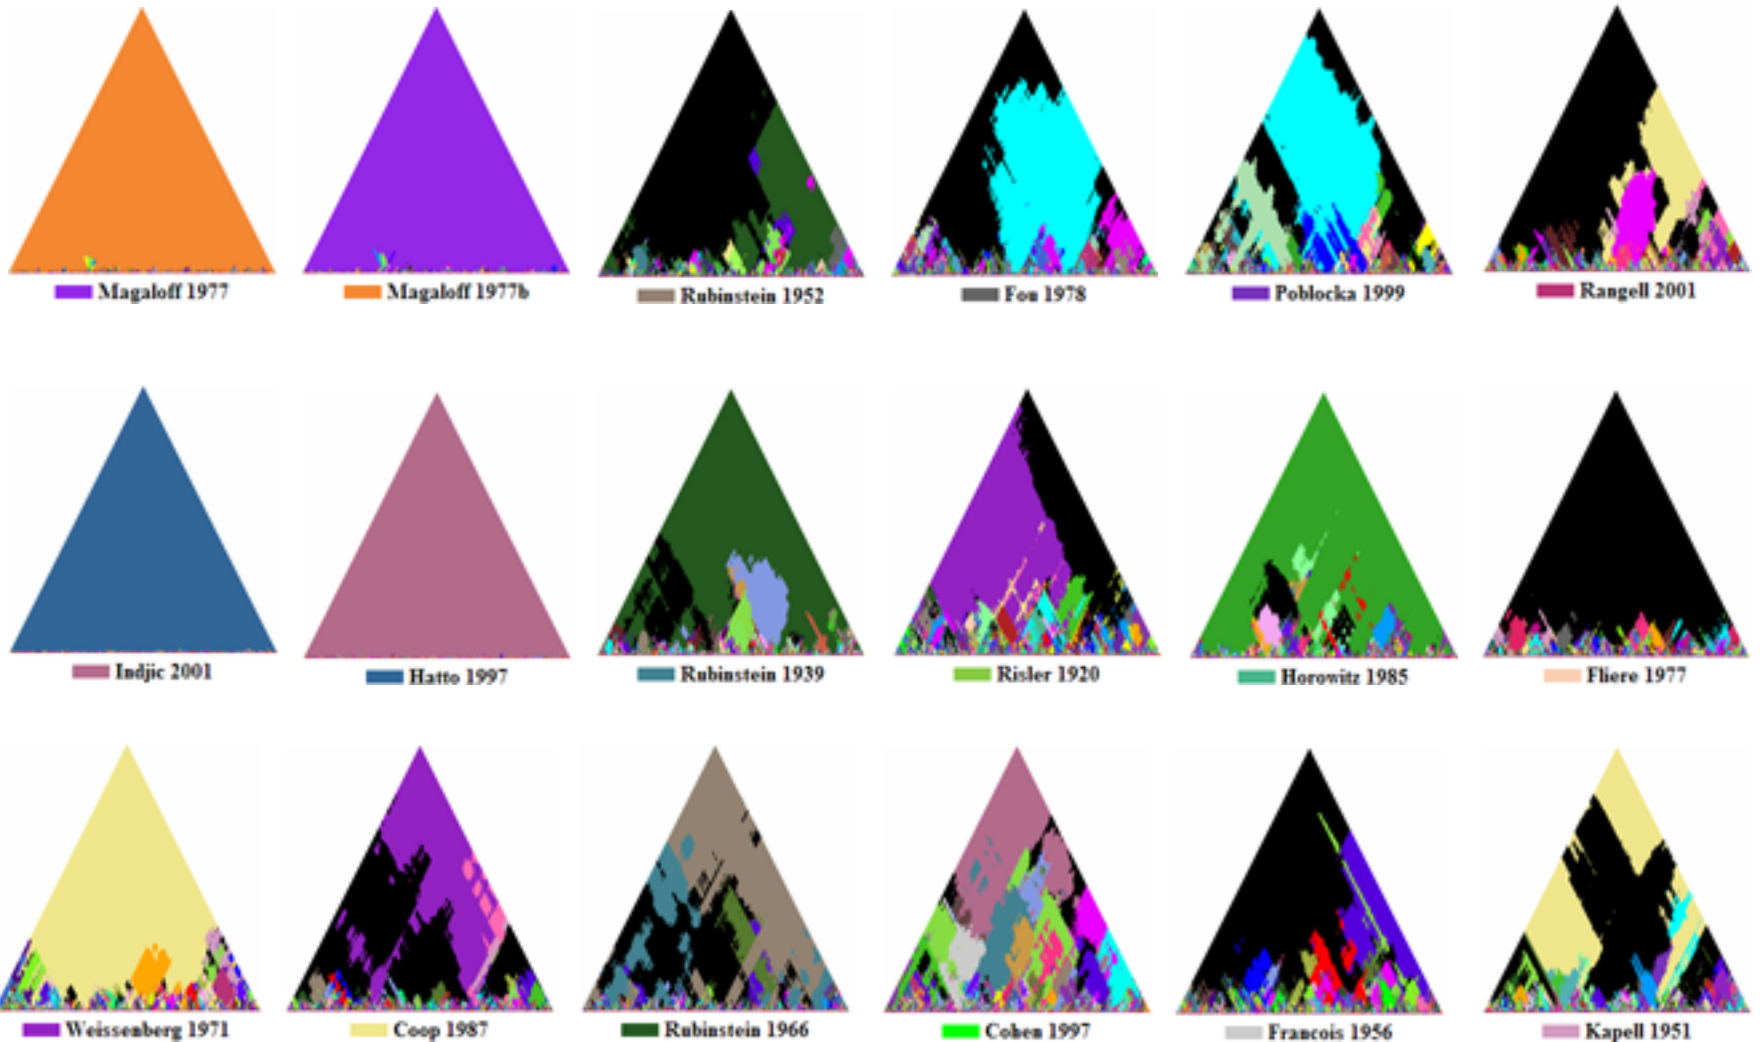 Magaloff 1977
Magaloff 1977b
Rubinstein 1952
Fou 1978
Poblocka 1999
Rangell 2001
Indjic 2001
Hatto 1997
Rubinstein 1939
Risler 1920
Horowitz 1985
Fliere 1977
Weissenberg 1971
Coop 1987
Rubinstein 1966
Cohen 1997
Francois 1956
Kapell 1951